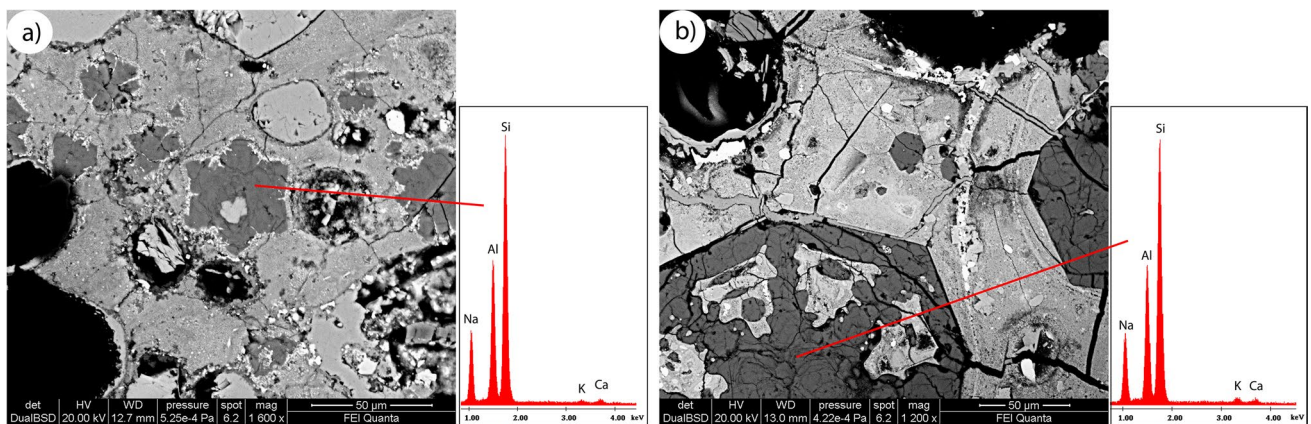 a)
Si
Al
Na
K
Ca
1.00
2.00
3.00
4.00
keV
det
HV
WD
pressure
spot
mag
50 µm
DualBSD
20.00 kV
12.7 mm
5.25e-4 Pa
6.2
1 600 x
FEI Quanta
b)
Si
Al
Na
K
Ca
1.00
2.00
3.00
4.00
keV
det
HV
WD
pressure
spot
mag
50 µm
DualBSD
20.00 kV
13.0 mm
4.22e-4 Pa
6.2
1 200 x
FEI Quanta